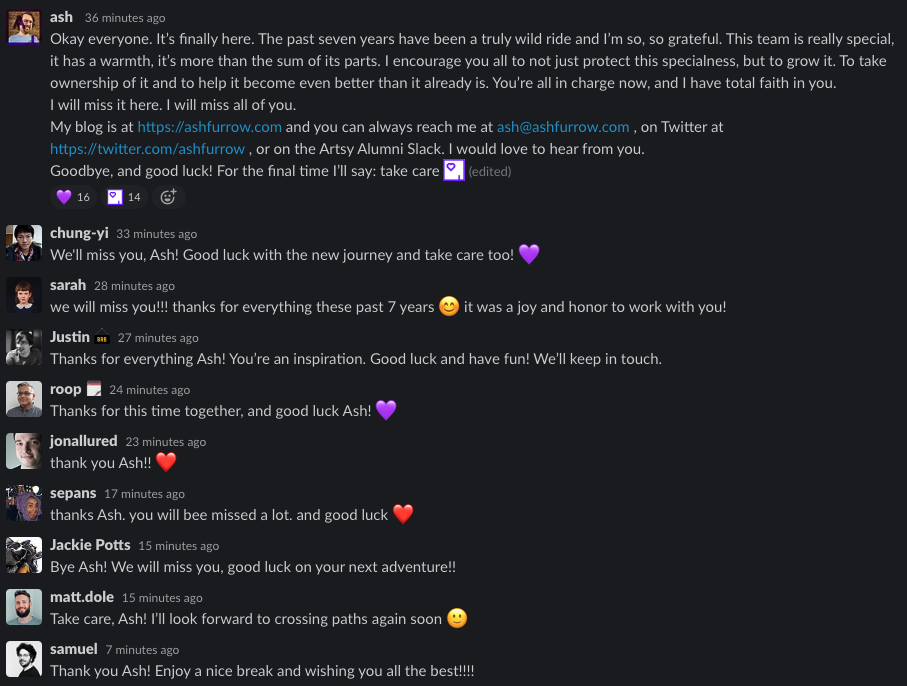 ash 36 minutes ago
Okay everyone. It’s finally here. The past seven years have been a truly wild ride and I’m so, so grateful. This team is really special,
it has a warmth, it’s more than the sum of its parts. I encourage you all to not just protect this specialness, but to grow it. To take
ownership of it and to help it become even better than it already is. You’re all in charge now, and I have total faith in you.
I will miss it here. I will miss all of you.
My blog is at https://ashfurrow.com and you can always reach me at ash@ashfurrow.com , on Twitter at
https://twitter.com/ashfurrow , or on the Artsy Alumni Slack. I would love to hear from you.
Goodbye, and good luck! For the final time I’ll say: take care (edited)
💜 16 14
chung-yi 33 minutes ago
We'll miss you, Ash! Good luck with the new journey and take care too! 💜
sarah 28 minutes ago
we will miss you!!! thanks for everything these past 7 years 😊 it was a joy and honor to work with you!
Justin BRB 27 minutes ago
Thanks for everything Ash! You’re an inspiration. Good luck and have fun! We’ll keep in touch.
roop 24 minutes ago
Thanks for this time together, and good luck Ash! 💜
jonallured 23 minutes ago
thank you Ash!! ❤️
sepans 17 minutes ago
thanks Ash. you will bee missed a lot. and good luck ❤️
Jackie Potts 15 minutes ago
Bye Ash! We will miss you, good luck on your next adventure!!
matt.dole 15 minutes ago
Take care, Ash! I’ll look forward to crossing paths again soon 🙂
samuel 7 minutes ago
Thank you Ash! Enjoy a nice break and wishing you all the best!!!!